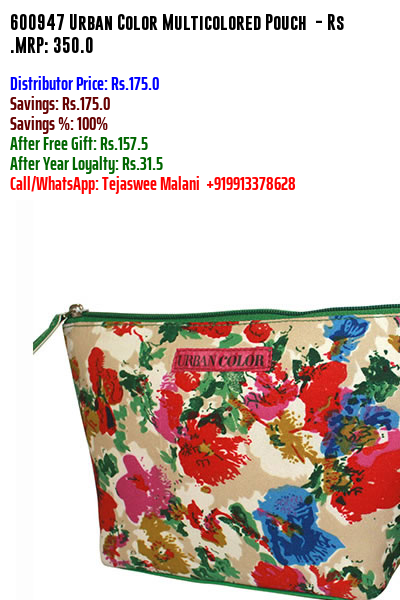 600947 Urban Color Multicolored Pouch - Rs
.MRP: 350.0
Distributor Price: Rs.175.0
Savings: Rs.175.0
Savings %: 100%
After Free Gift: Rs.157.5
After Year Loyalty: Rs.31.5
Call/WhatsApp: Tejaswee Malani +919913378628
URBAN COLOR